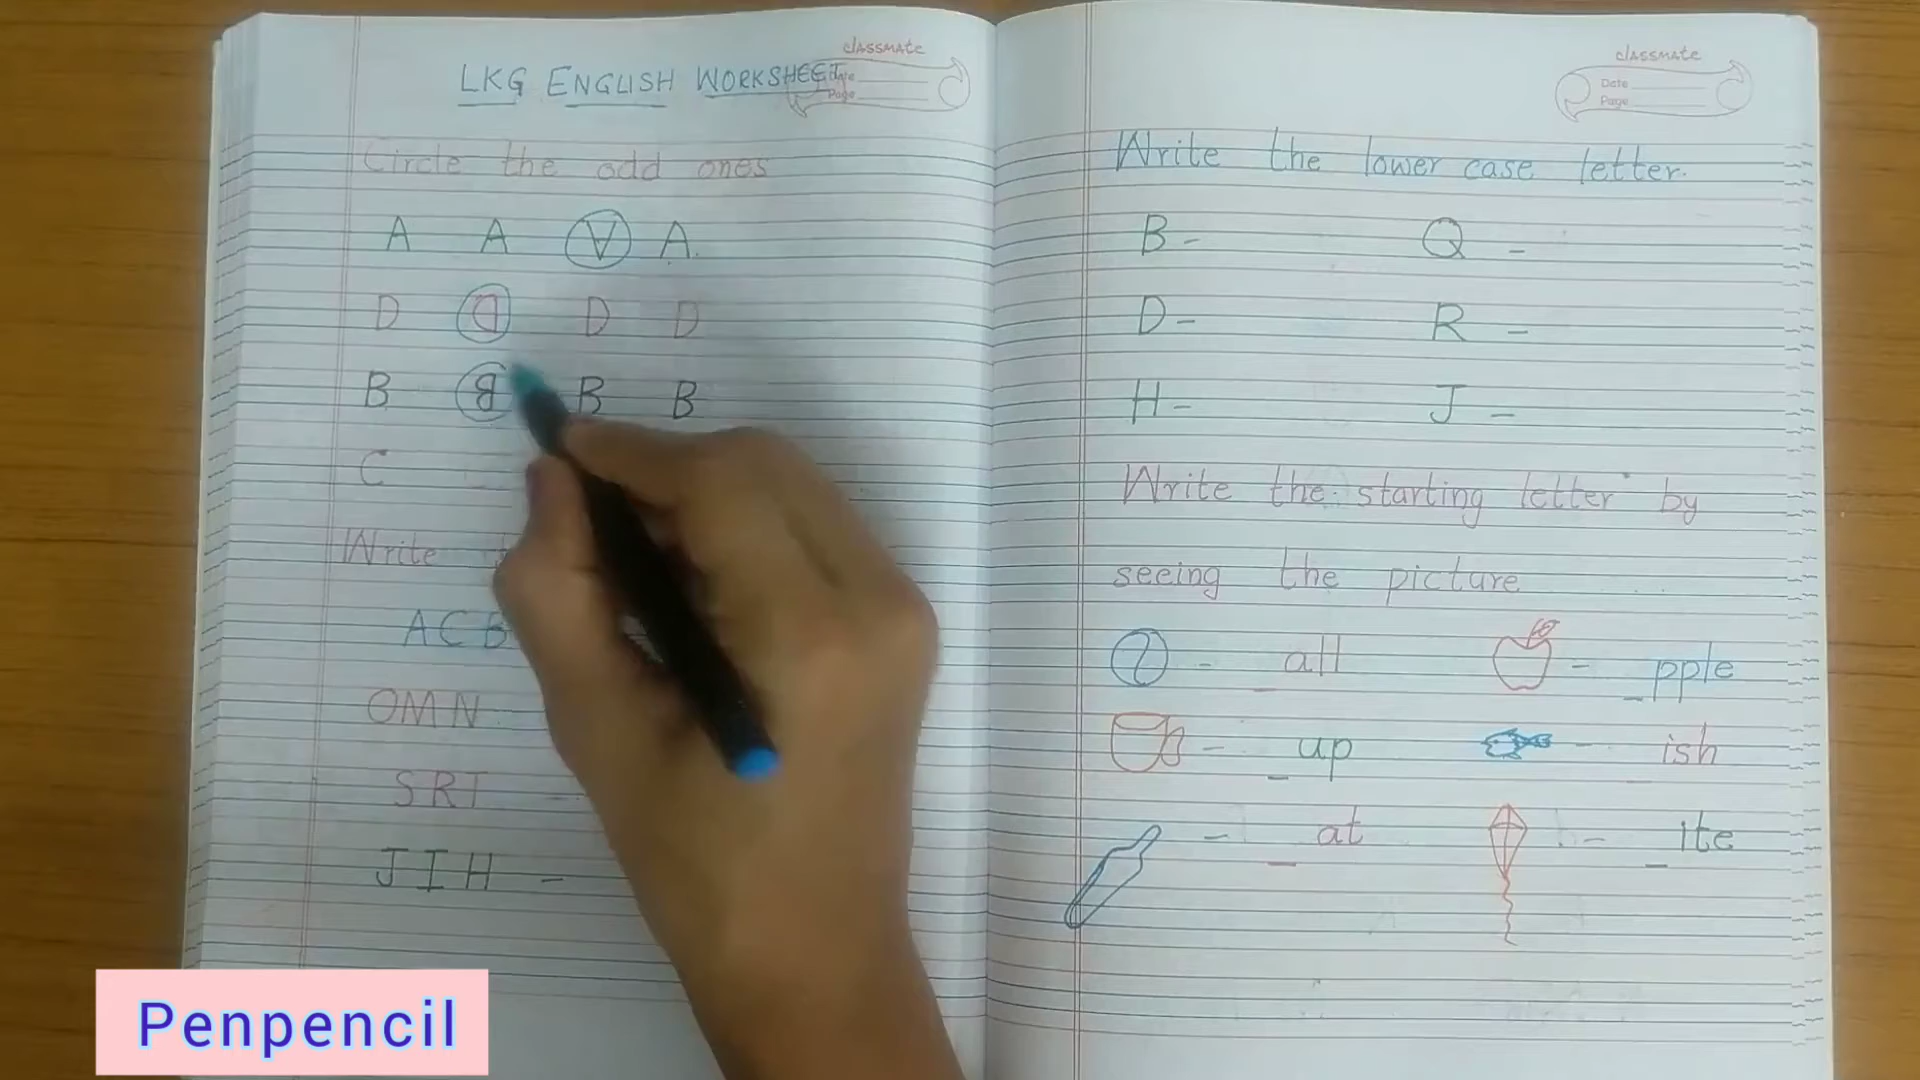 classmate
Date
Page
LKG ENGLISH WORKSHEET
Circle the odd ones
A A A A.
D D D D
B B B B
C
Write
ACB
OMN
SRT
JIH -
classmate
Date
Page
Write the lower case letter.
B - Q -
D - R -
H - J -
Write the starting letter by
seeing the picture
- _ all - _ pple
- _ up - _ ish
- _ at - _ ite
Penpencil